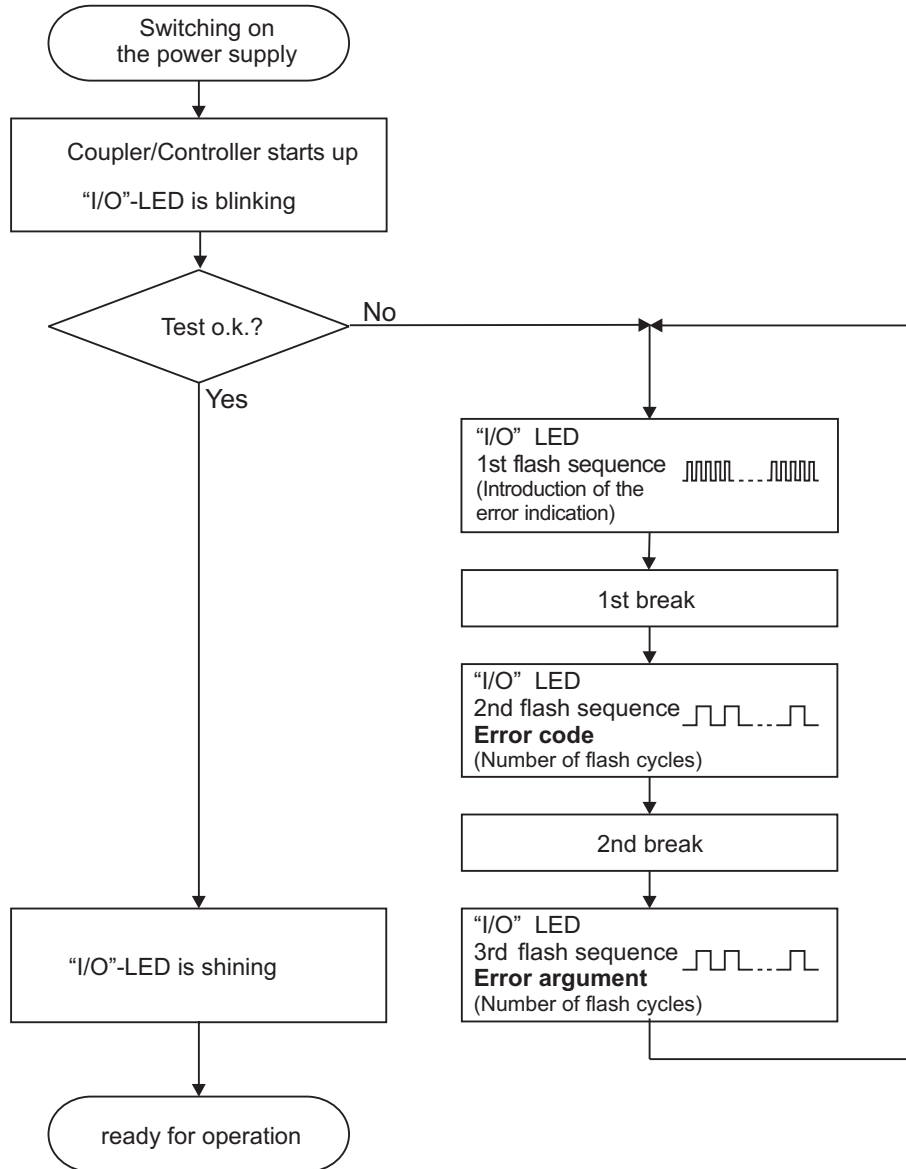 Switching on
the power supply
Coupler/Controller starts up
“I/O”-LED is blinking
Test o.k.?
No
Yes
“I/O” LED
1st flash sequence
(Introduction of the
error indication)
1st break
“I/O” LED
2nd flash sequence
Error code
(Number of flash cycles)
2nd break
“I/O” LED
3rd flash sequence
Error argument
(Number of flash cycles)
“I/O”-LED is shining
ready for operation